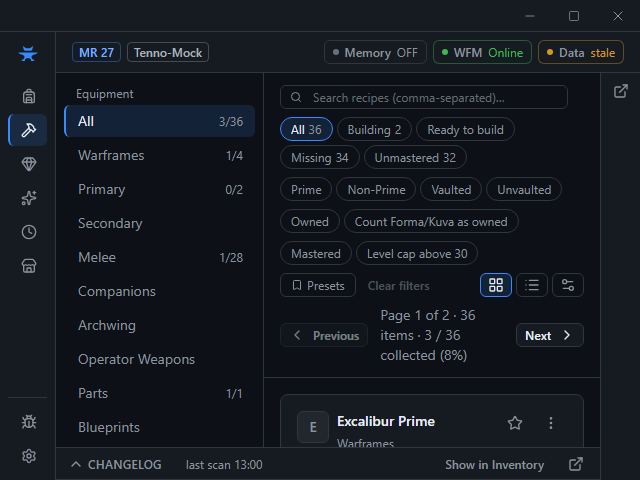 MR 27 Tenno-Mock Memory OFF WFM Online Data stale
Equipment
All 3/36
Warframes 1/4
Primary 0/2
Secondary
Melee 1/28
Companions
Archwing
Operator Weapons
Parts 1/1
Blueprints
Search recipes (comma-separated)...
All 36 Building 2 Ready to build
Missing 34 Unmastered 32
Prime Non-Prime Vaulted Unvaulted
Owned Count Forma/Kuva as owned
Mastered Level cap above 30
Presets Clear filters
Previous
Page 1 of 2 · 36
items · 3 / 36
collected (8%)
Next
E
Excalibur Prime
Warframes
CHANGELOG last scan 13:00 Show in Inventory